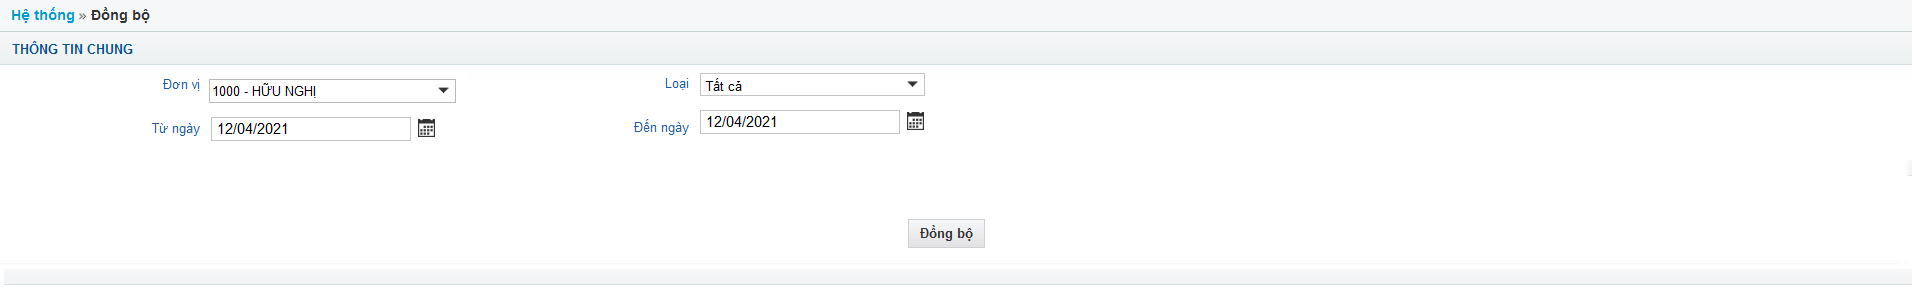 Hệ thống » Đồng bộ
THÔNG TIN CHUNG
Đơn vị 1000 - HỮU NGHỊ Loại Tất cả
Từ ngày 12/04/2021 Đến ngày 12/04/2021
Đồng bộ